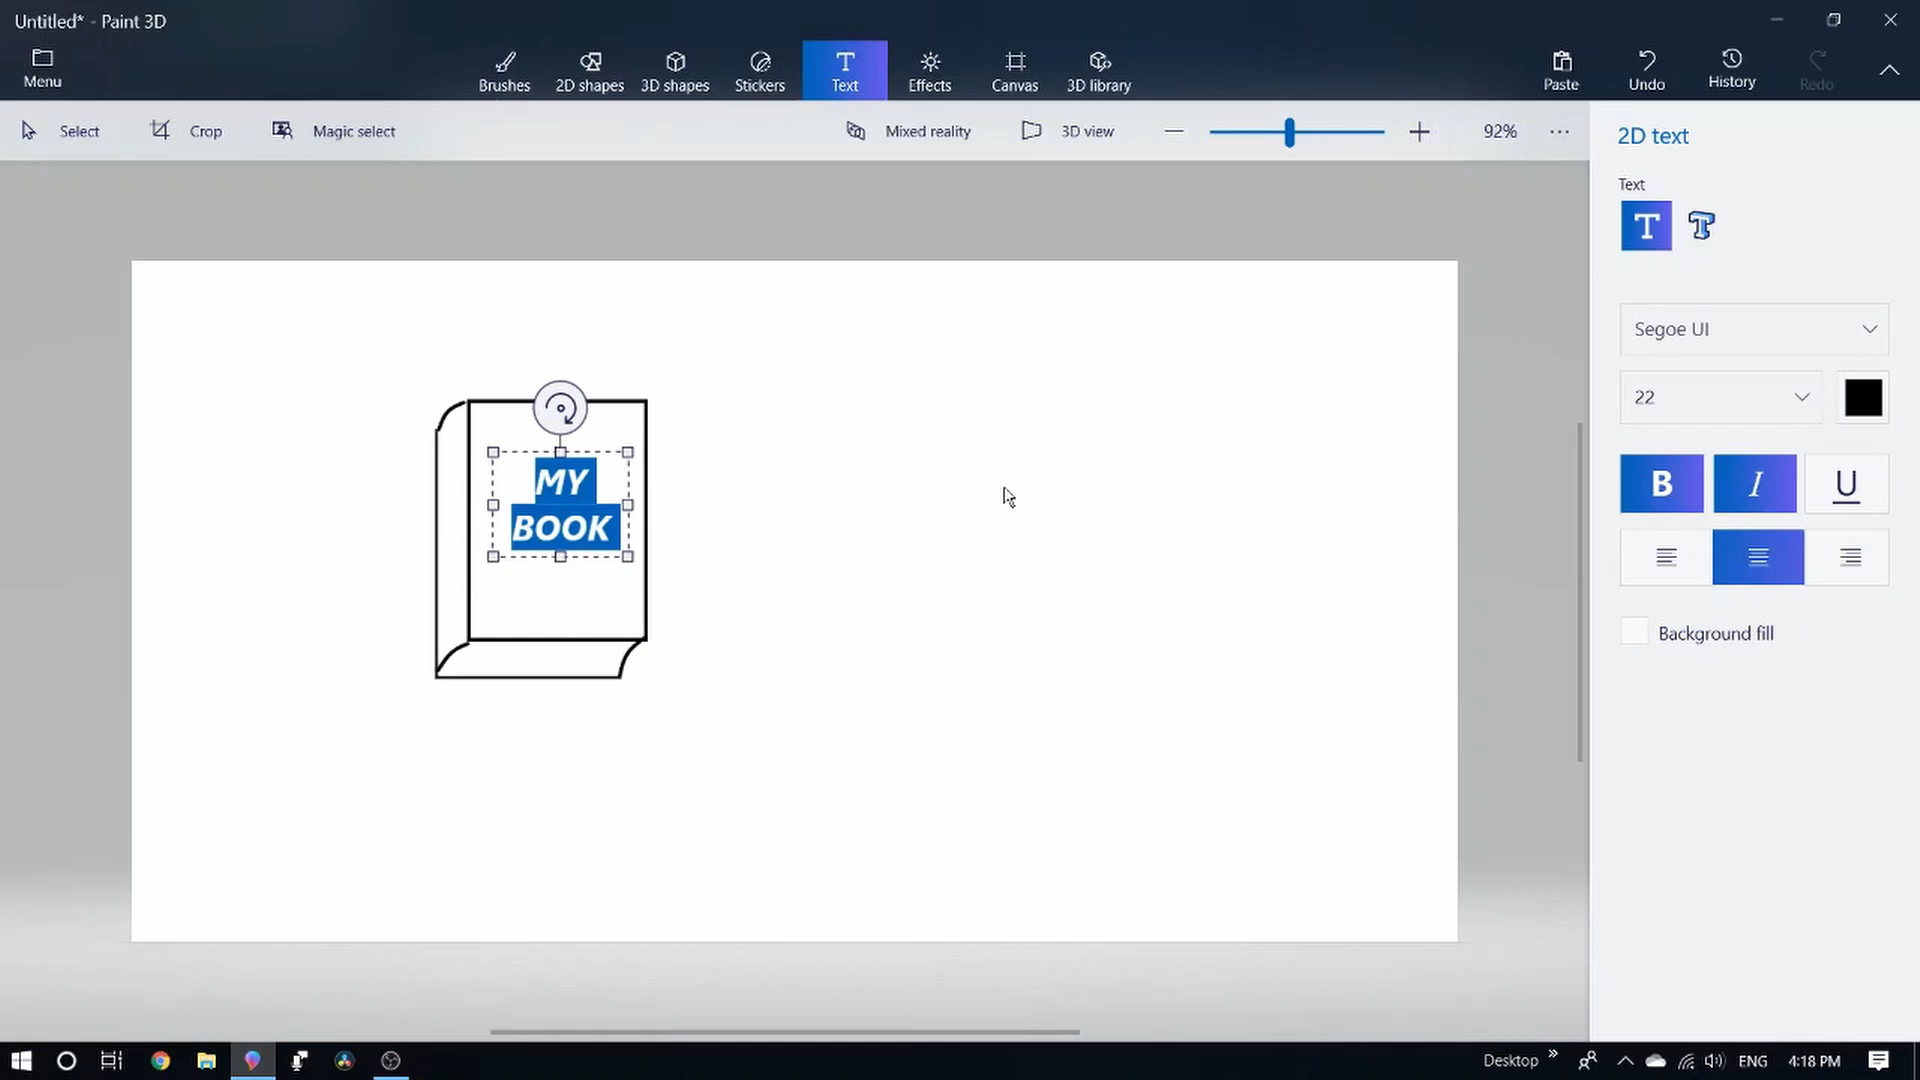 Untitled* - Paint 3D
Menu
Brushes
2D shapes
3D shapes
Stickers
Text
Effects
Canvas
3D library
Paste
Undo
History
Redo
Select
Crop
Magic select
Mixed reality
3D view
92%
2D text
Text
Segoe UI
22
B
I
U
Background fill
MY
BOOK
Desktop
ENG
4:18 PM